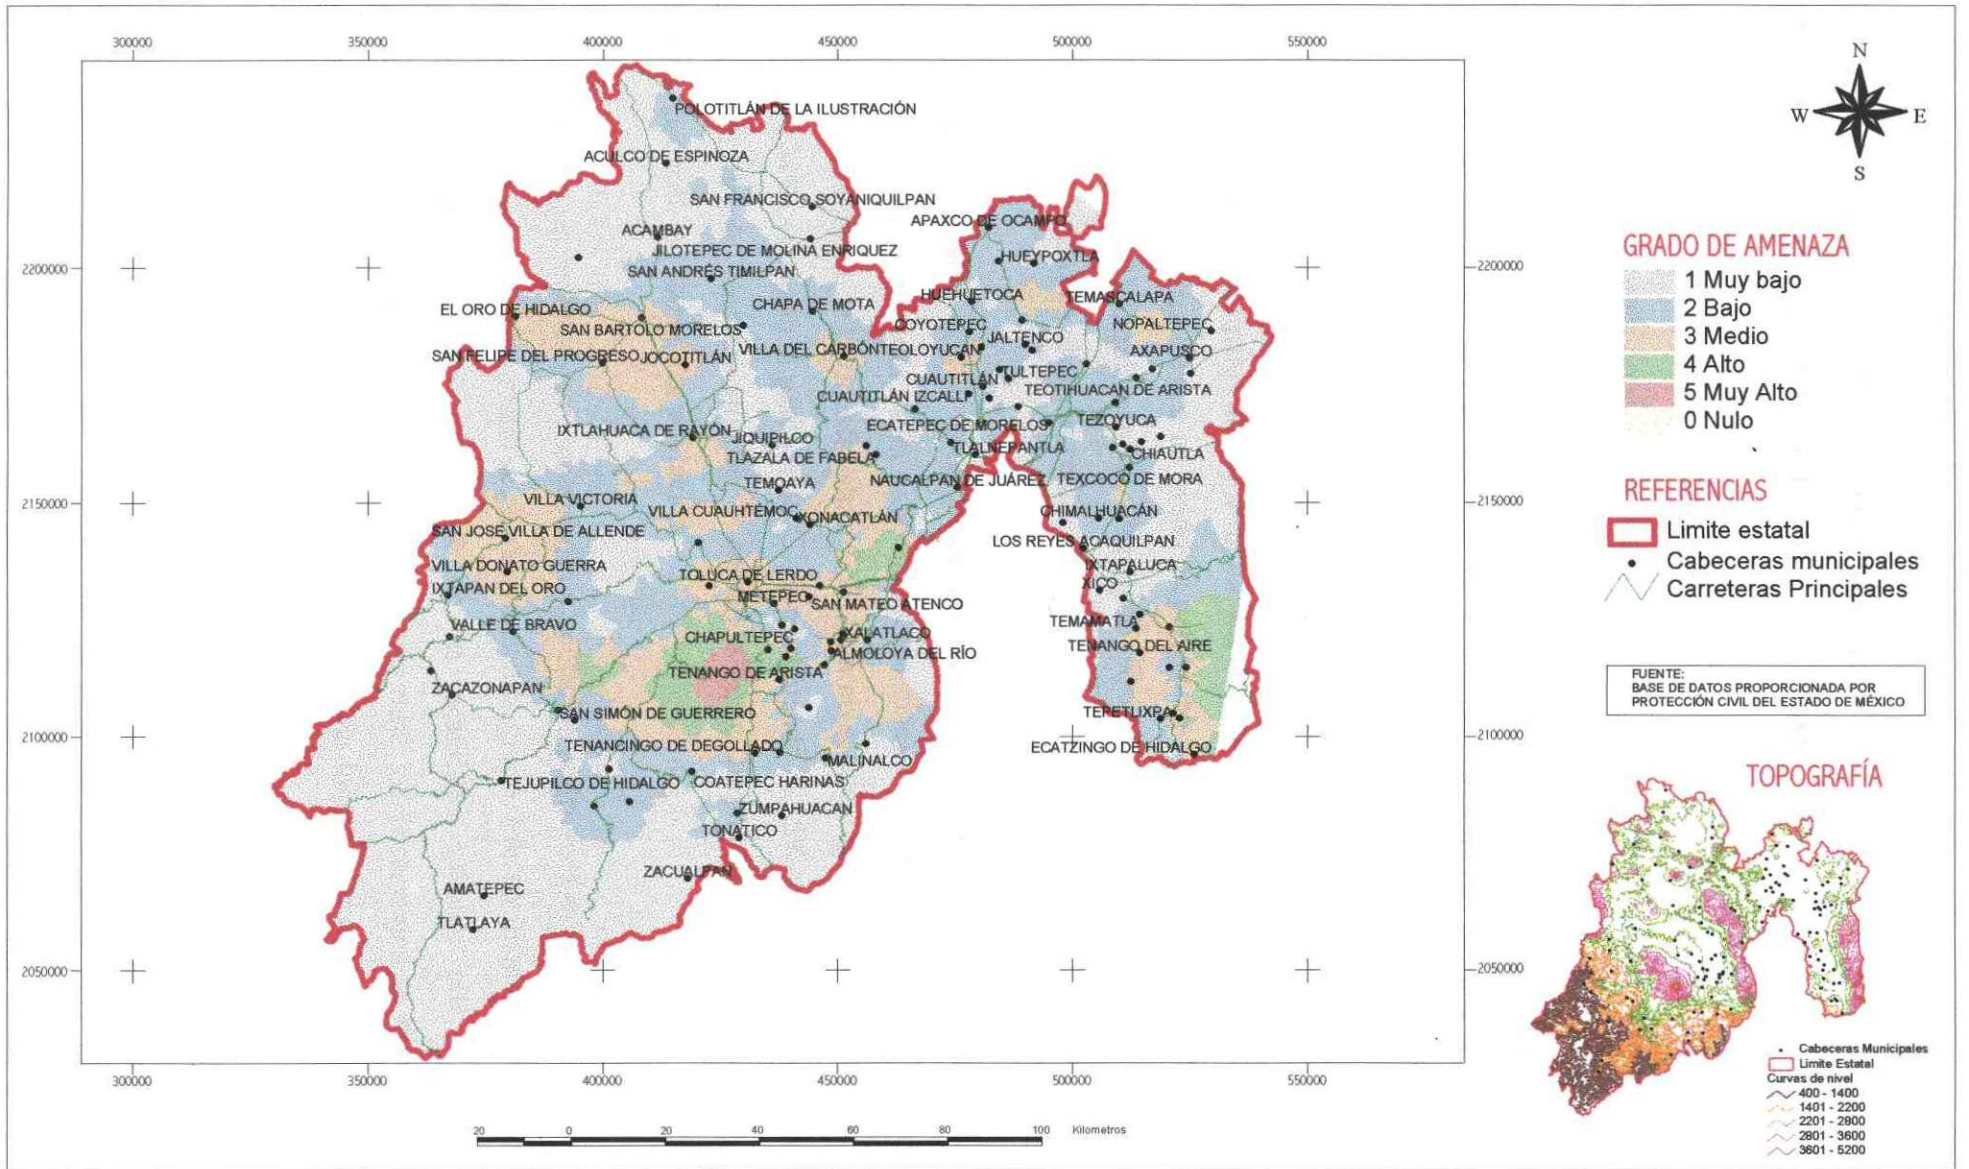 300000
350000
400000
450000
500000
550000
POLOTITLÁN DE LA ILUSTRACIÓN
ACULCO DE ESPINOZA
SAN FRANCISCO SOYANIQUILPAN
APAXCO DE OCAMPO
ACAMBAY
JILOTEPEC DE MOLINA ENRIQUEZ
HUEYPOXTLA
2200000
2200000
SAN ANDRÉS TIMILPAN
HUEHUETOCA
TEMASCALAPA
CHAPA DE MOTA
EL ORO DE HIDALGO
COYOTEPEC
NOPALTEPEC
SAN BARTOLO MORELOS
JALTENCO
VILLA DEL CARBÓN
TEOLOYUCAN
AXAPUSCO
SAN FELIPE DEL PROGRESO
JOCOTITLÁN
TULTEPEC
CUAUTITLÁN
TEOTIHUACAN DE ARISTA
CUAUTITLÁN IZCALLI
ECATEPEC DE MORELOS
TEZOYUCA
IXTLAHUACA DE RAYÓN
JIQUIPILCO
TLALNEPANTLA
CHIAUTLA
TLAZALA DE FABELA
NAUCALPAN DE JUÁREZ
TEXCOCO DE MORA
TEMOAYA
2150000
2150000
VILLA VICTORIA
VILLA CUAUHTÉMOC
XONACATLÁN
CHIMALHUACÁN
SAN JOSE VILLA DE ALLENDE
LOS REYES ACAQUILPAN
VILLA DONATO GUERRA
TOLUCA DE LERDO
IXTAPALUCA
IXTAPAN DEL ORO
METEPEC
SAN MATEO ATENCO
XICO
VALLE DE BRAVO
TEMAMATLA
CHAPULTEPEC
XALATLACO
TENANGO DEL AIRE
ALMOLOYA DEL RÍO
TENANGO DE ARISTA
ZACAZONAPAN
SAN SIMÓN DE GUERRERO
TEPETLIXPA
2100000
2100000
TENANCINGO DE DEGOLLADO
ECATZINGO DE HIDALGO
MALINALCO
TEJUPILCO DE HIDALGO
COATEPEC HARINAS
ZUMPAHUACAN
TONATICO
ZACUALPAN
AMATEPEC
TLATLAYA
2050000
2050000
300000
350000
400000
450000
500000
550000
20
0
20
40
60
80
100
Kilometros
N
W
E
S
GRADO DE AMENAZA
1 Muy bajo
2 Bajo
3 Medio
4 Alto
5 Muy Alto
0 Nulo
REFERENCIAS
Limite estatal
Cabeceras municipales
Carreteras Principales
FUENTE:
BASE DE DATOS PROPORCIONADA POR
PROTECCIÓN CIVIL DEL ESTADO DE MÉXICO
TOPOGRAFÍA
Cabeceras Municipales
Limite Estatal
Curvas de nivel
400 - 1400
1401 - 2200
2201 - 2800
2801 - 3600
3601 - 5200